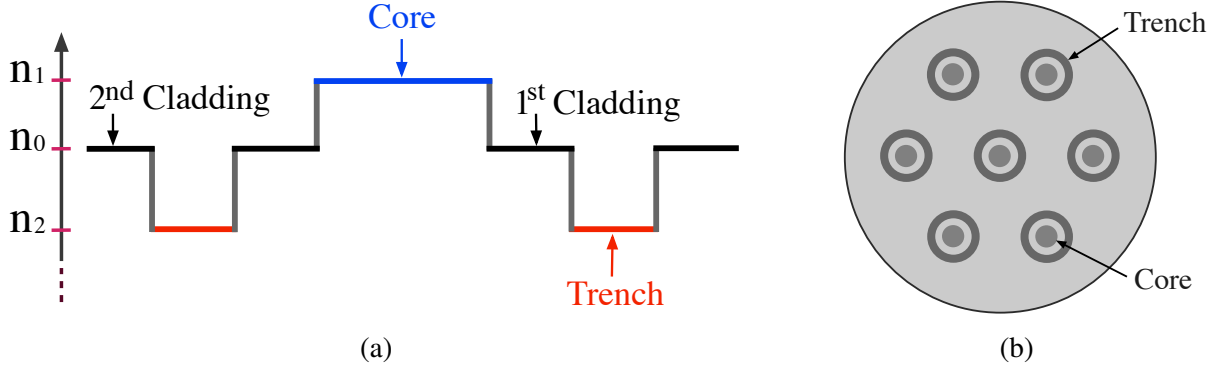 Core
n1
2nd Cladding
1st Cladding
n0
n2
Trench
(a)
Trench
Core
(b)